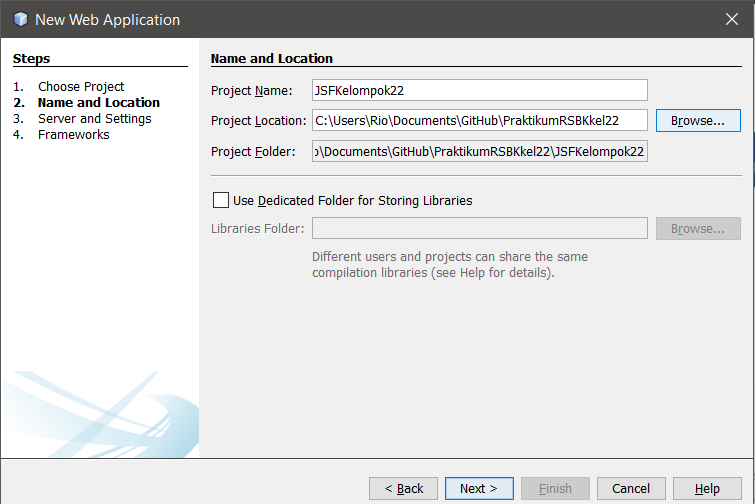 New Web Application
Steps
1. Choose Project
2. Name and Location
3. Server and Settings
4. Frameworks
Name and Location
Project Name: JSFKelompok22
Project Location: C:\Users\Rio\Documents\GitHub\PraktikumRSBKkel22 Browse...
Project Folder: o\Documents\GitHub\PraktikumRSBKkel22\JSFKelompok22
Use Dedicated Folder for Storing Libraries
Libraries Folder: Browse...
Different users and projects can share the same
compilation libraries (see Help for details).
< Back Next > Finish Cancel Help